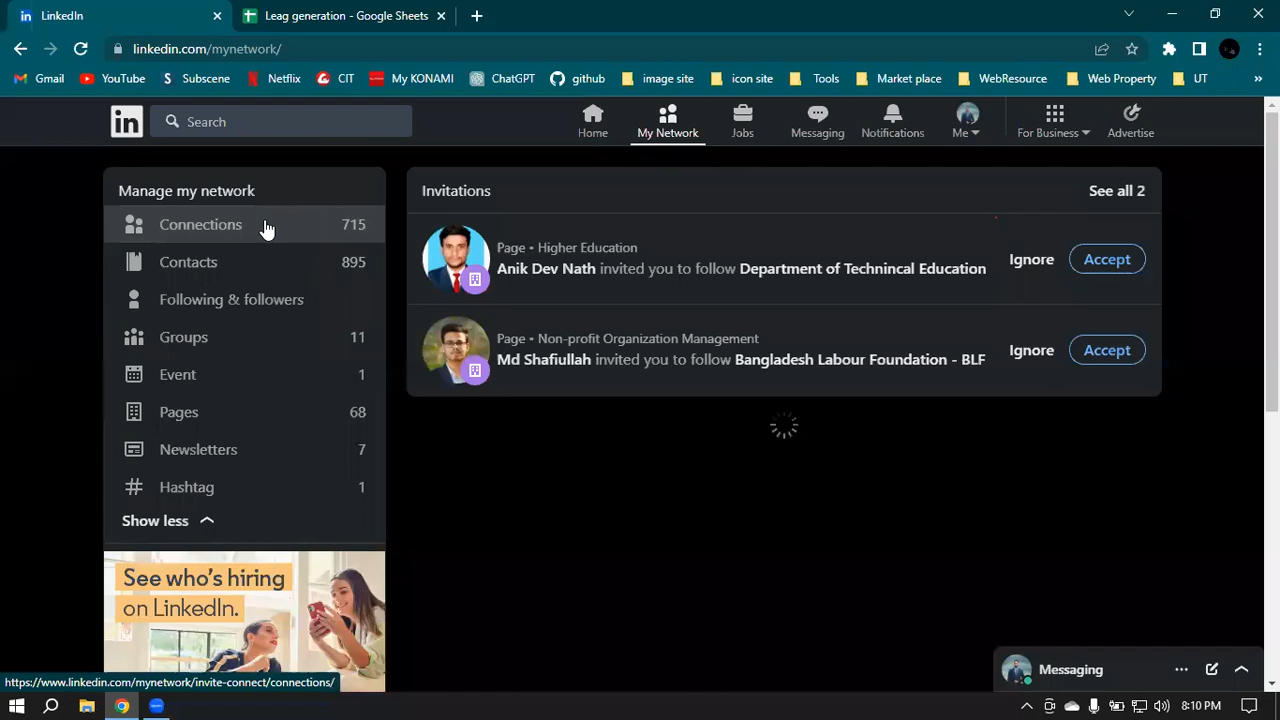 LinkedIn
Leag generation - Google Sheets
linkedin.com/mynetwork/
Gmail YouTube Subscene Netflix CIT My KONAMI ChatGPT github image site icon site Tools Market place WebResource Web Property UT »
in Search Home My Network Jobs Messaging Notifications Me For Business Advertise
Manage my network
Connections 715
Contacts 895
Following & followers
Groups 11
Event 1
Pages 68
Newsletters 7
Hashtag 1
Show less
Invitations See all 2
Page • Higher Education
Anik Dev Nath invited you to follow Department of Technincal Education Ignore Accept
Page • Non-profit Organization Management
Md Shafiullah invited you to follow Bangladesh Labour Foundation - BLF Ignore Accept
See who's hiring
on LinkedIn.
Messaging
https://www.linkedin.com/mynetwork/invite-connect/connections/
8:10 PM